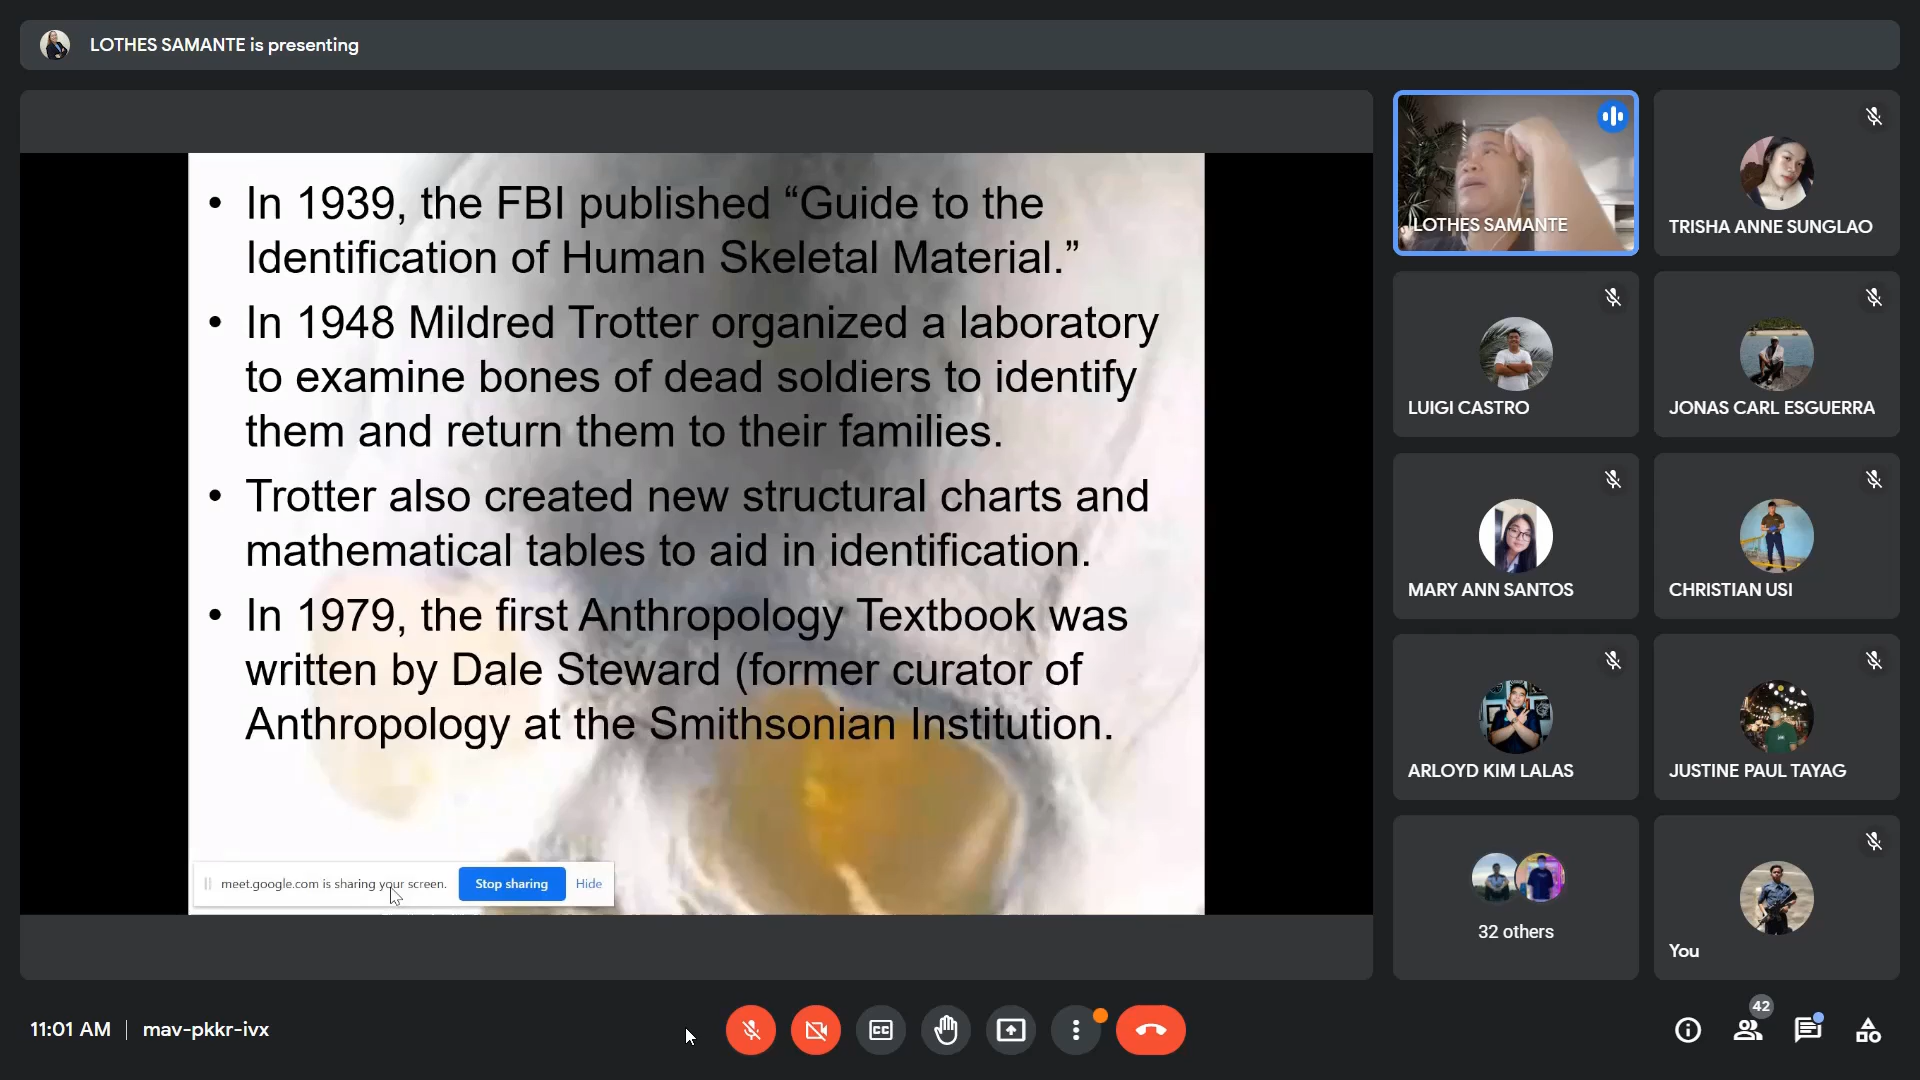 LOTHES SAMANTE is presenting
• In 1939, the FBI published “Guide to the
Identification of Human Skeletal Material.”
• In 1948 Mildred Trotter organized a laboratory
to examine bones of dead soldiers to identify
them and return them to their families.
• Trotter also created new structural charts and
mathematical tables to aid in identification.
• In 1979, the first Anthropology Textbook was
written by Dale Steward (former curator of
Anthropology at the Smithsonian Institution.
meet.google.com is sharing your screen.
Stop sharing
Hide
LOTHES SAMANTE
TRISHA ANNE SUNGLAO
LUIGI CASTRO
JONAS CARL ESGUERRA
MARY ANN SANTOS
CHRISTIAN USI
ARLOYD KIM LALAS
JUSTINE PAUL TAYAG
32 others
You
11:01 AM | mav-pkkr-ivx
CC
42